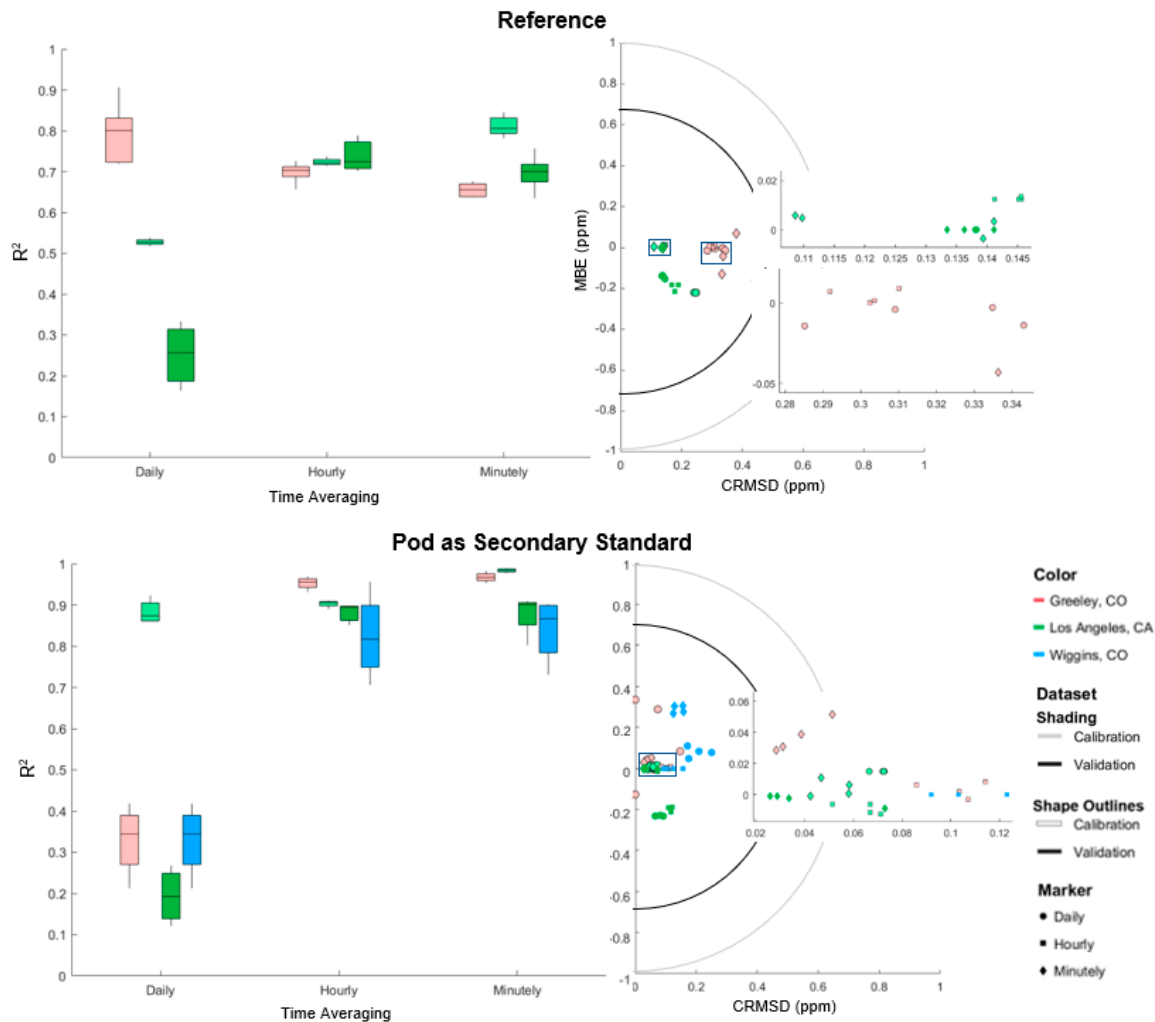 Reference
1
0.9
0.8
0.7
0.6
0.5
0.4
0.3
0.2
0.1
0
R²
Daily
Hourly
Minutely
Time Averaging
1
0.8
0.6
0.4
0.2
0
-0.2
-0.4
-0.6
-0.8
-1
MBE (ppm)
0
0.2
0.4
0.6
0.8
1
CRMSD (ppm)
0.02
0
0.11
0.115
0.12
0.125
0.13
0.135
0.14
0.145
0
-0.05
0.28
0.29
0.3
0.31
0.32
0.33
0.34
Pod as Secondary Standard
1
0.9
0.8
0.7
0.6
0.5
0.4
0.3
0.2
0.1
0
R²
Daily
Hourly
Minutely
Time Averaging
1
0.8
0.6
0.4
0.2
0
-0.2
-0.4
-0.6
-0.8
-1
0
0.2
0.4
0.6
0.8
1
CRMSD (ppm)
0.06
0.04
0.02
0
0.02
0.04
0.06
0.08
0.1
0.12
Color
Greeley, CO
Los Angeles, CA
Wiggins, CO
Dataset
Shading
Calibration
Validation
Shape Outlines
Calibration
Validation
Marker
Daily
Hourly
Minutely